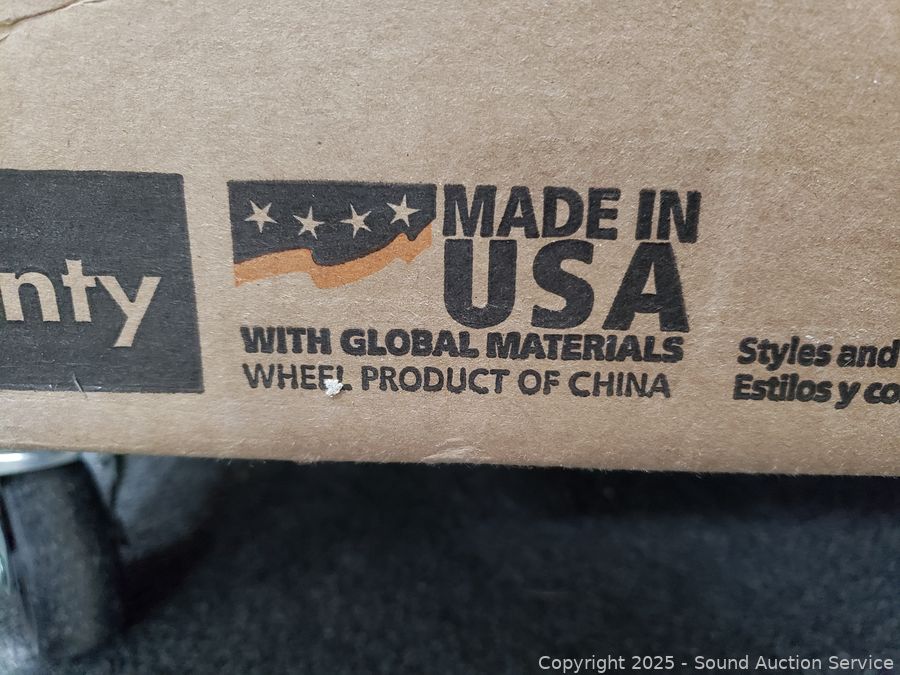 nty
MADE IN
USA
WITH GLOBAL MATERIALS
WHEEL PRODUCT OF CHINA
Styles and
Estilos y co
Copyright 2025 - Sound Auction Service